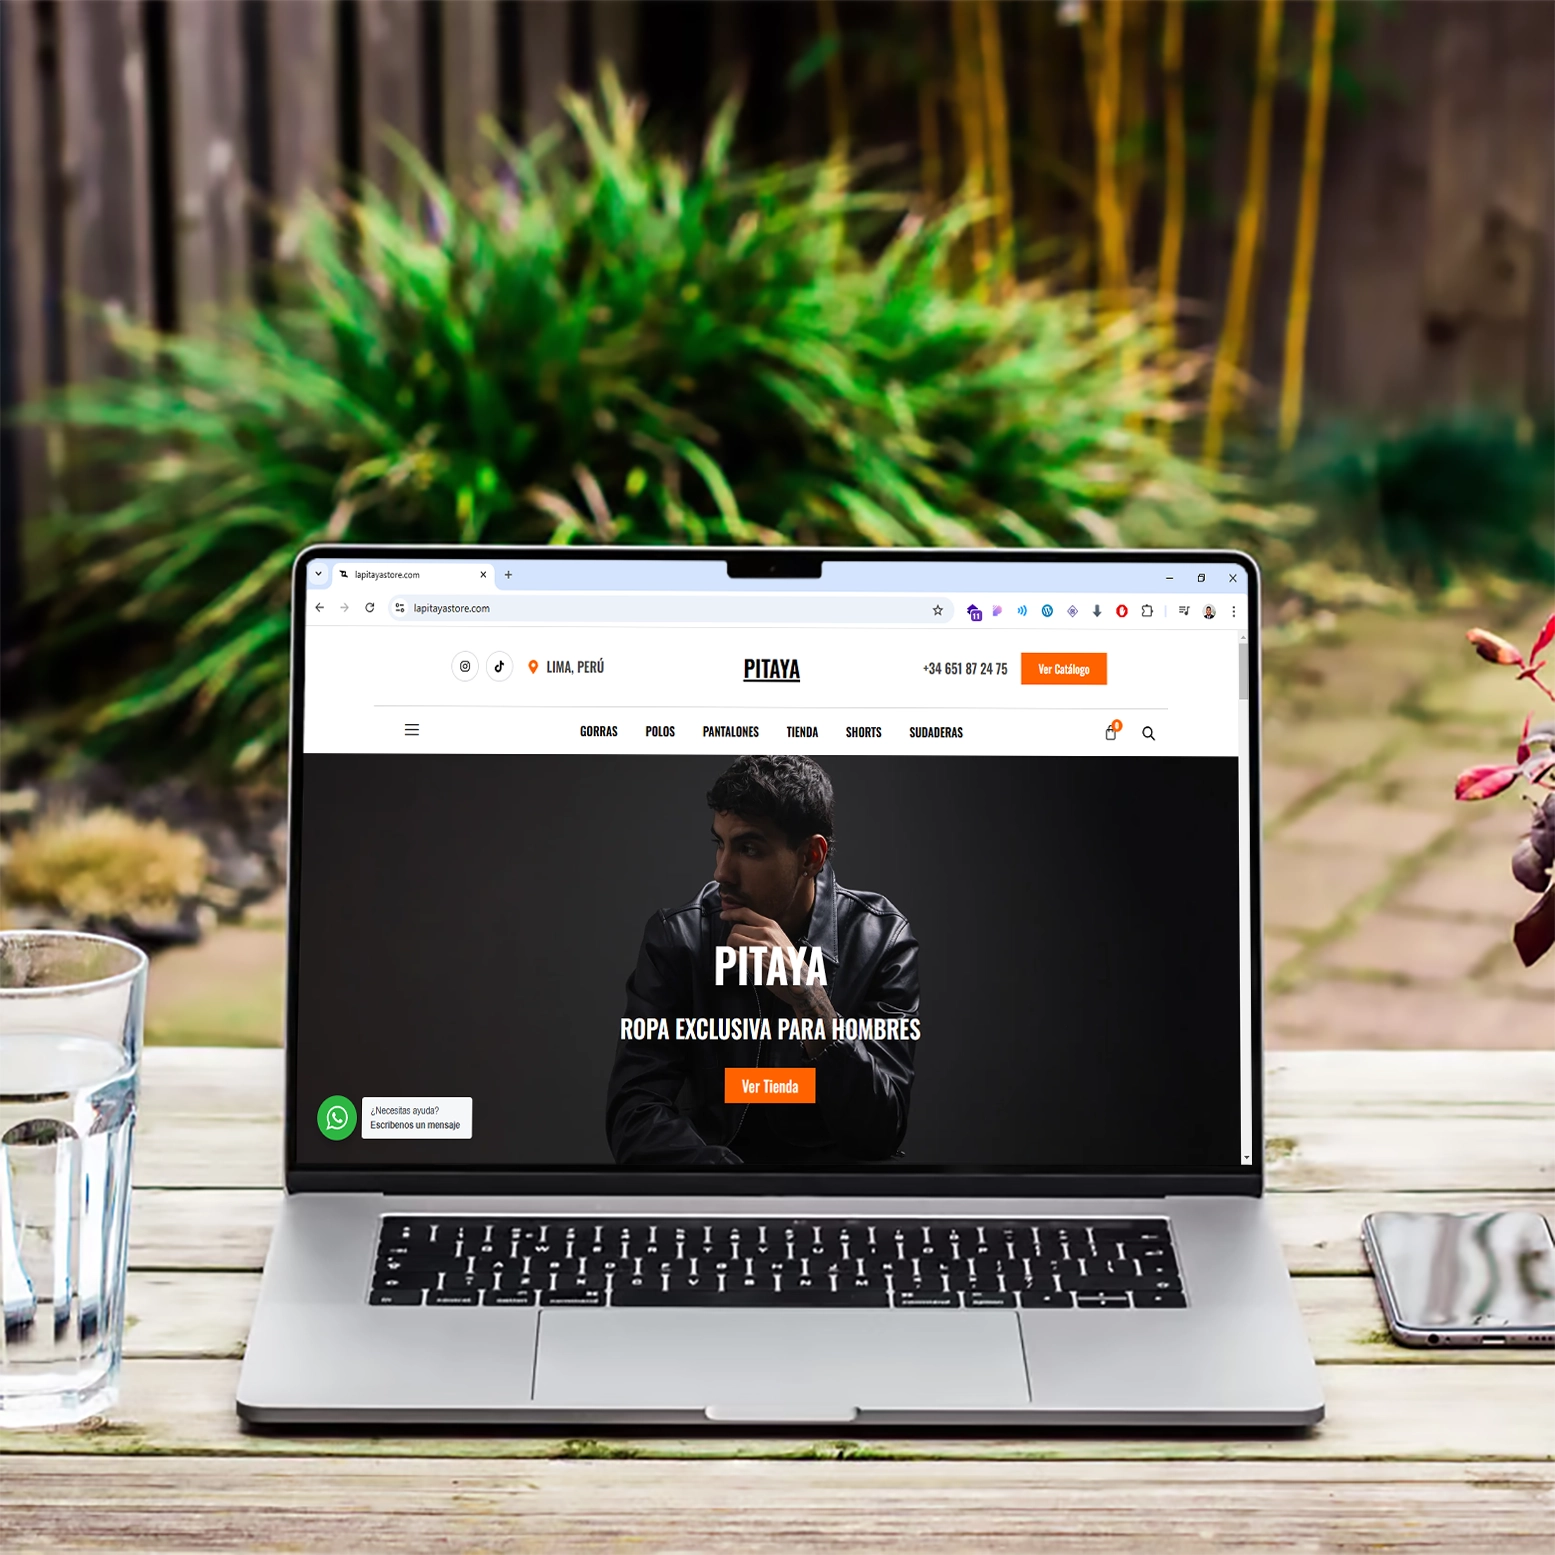 lapitayastore.com
lapitayastore.com
11
LIMA, PERÚ
PITAYA
+34 651 87 24 75
Ver Catálogo
GORRAS POLOS PANTALONES TIENDA SHORTS SUDADERAS
0
PITAYA
ROPA EXCLUSIVA PARA HOMBRES
Ver Tienda
¿Necesitas ayuda?
Escribenos un mensaje